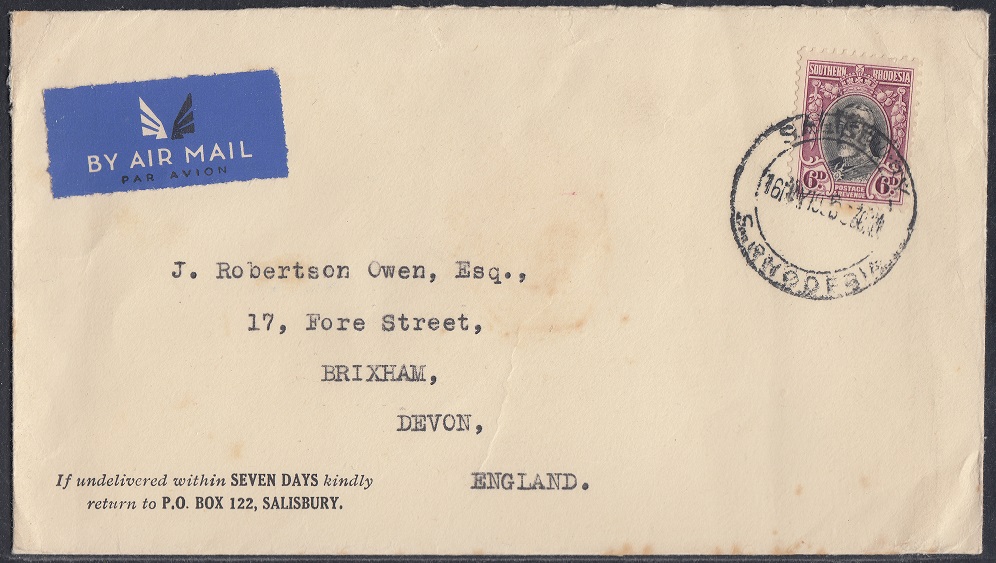 BY AIR MAIL
PAR AVION
SOUTHERN RHODESIA
6D POSTAGE & REVENUE 6D
S. RHODESIA
J. Robertson Owen, Esq.,
17, Fore Street,
BRIXHAM,
DEVON,
ENGLAND.
If undelivered within SEVEN DAYS kindly
return to P.O. BOX 122, SALISBURY.